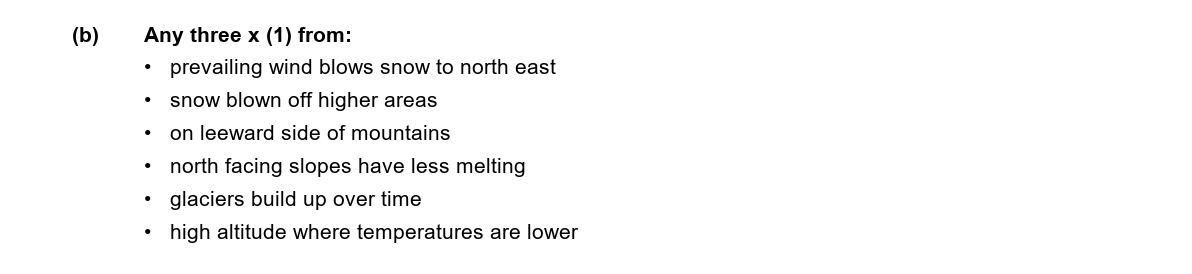 (b) Any three x (1) from:
• prevailing wind blows snow to north east
• snow blown off higher areas
• on leeward side of mountains
• north facing slopes have less melting
• glaciers build up over time
• high altitude where temperatures are lower